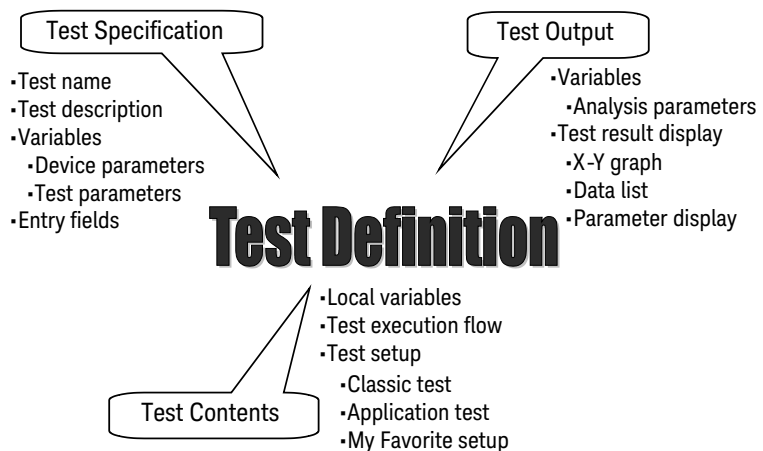 Test Specification
▪Test name
▪Test description
▪Variables
▪Device parameters
▪Test parameters
▪Entry fields
Test Output
▪Variables
▪Analysis parameters
▪Test result display
▪X-Y graph
▪Data list
▪Parameter display
Test Definition
▪Local variables
▪Test execution flow
▪Test setup
▪Classic test
▪Application test
▪My Favorite setup
Test Contents